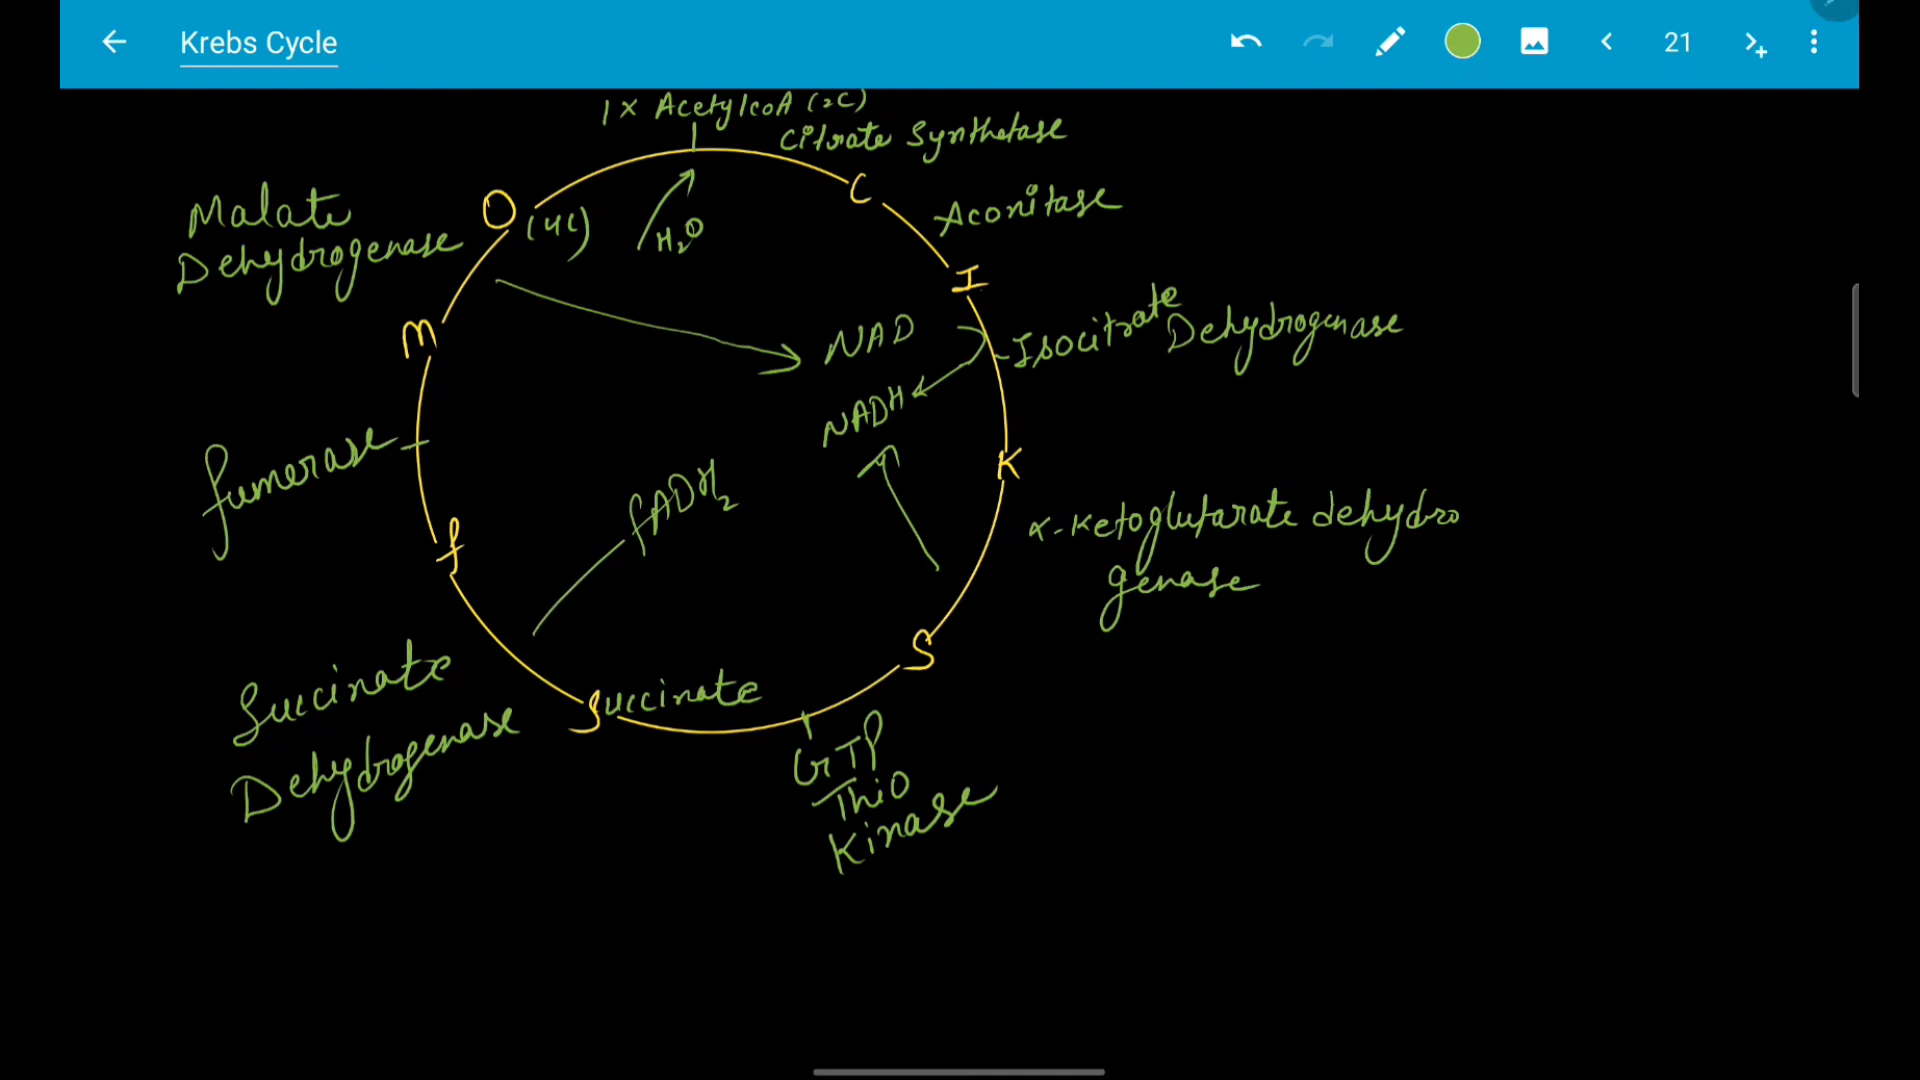 Krebs Cycle
21
1 x AcetylcoA (2C)
Citrate Synthetase
C
Aconitase
Malate
Dehydrogenase
O (4C)
H2O
I
Isocitrate
Dehydrogenase
M
NAD
NADH
fumerase
K
fADH2
α-Ketoglutarate dehydro
genase
f
S
Succinate
Dehydrogenase
Succinate
GTP
Thio
Kinase